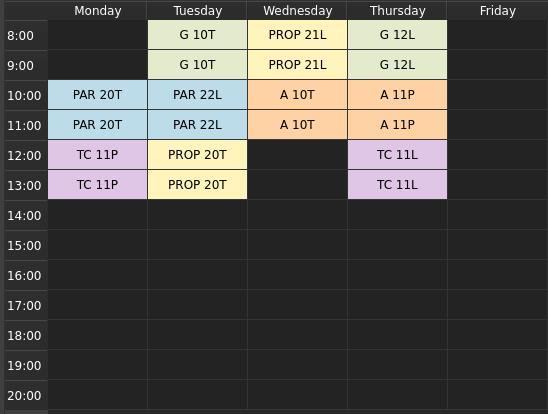 Monday Tuesday Wednesday Thursday Friday
8:00 G 10T PROP 21L G 12L
9:00 G 10T PROP 21L G 12L
10:00 PAR 20T PAR 22L A 10T A 11P
11:00 PAR 20T PAR 22L A 10T A 11P
12:00 TC 11P PROP 20T TC 11L
13:00 TC 11P PROP 20T TC 11L
14:00
15:00
16:00
17:00
18:00
19:00
20:00